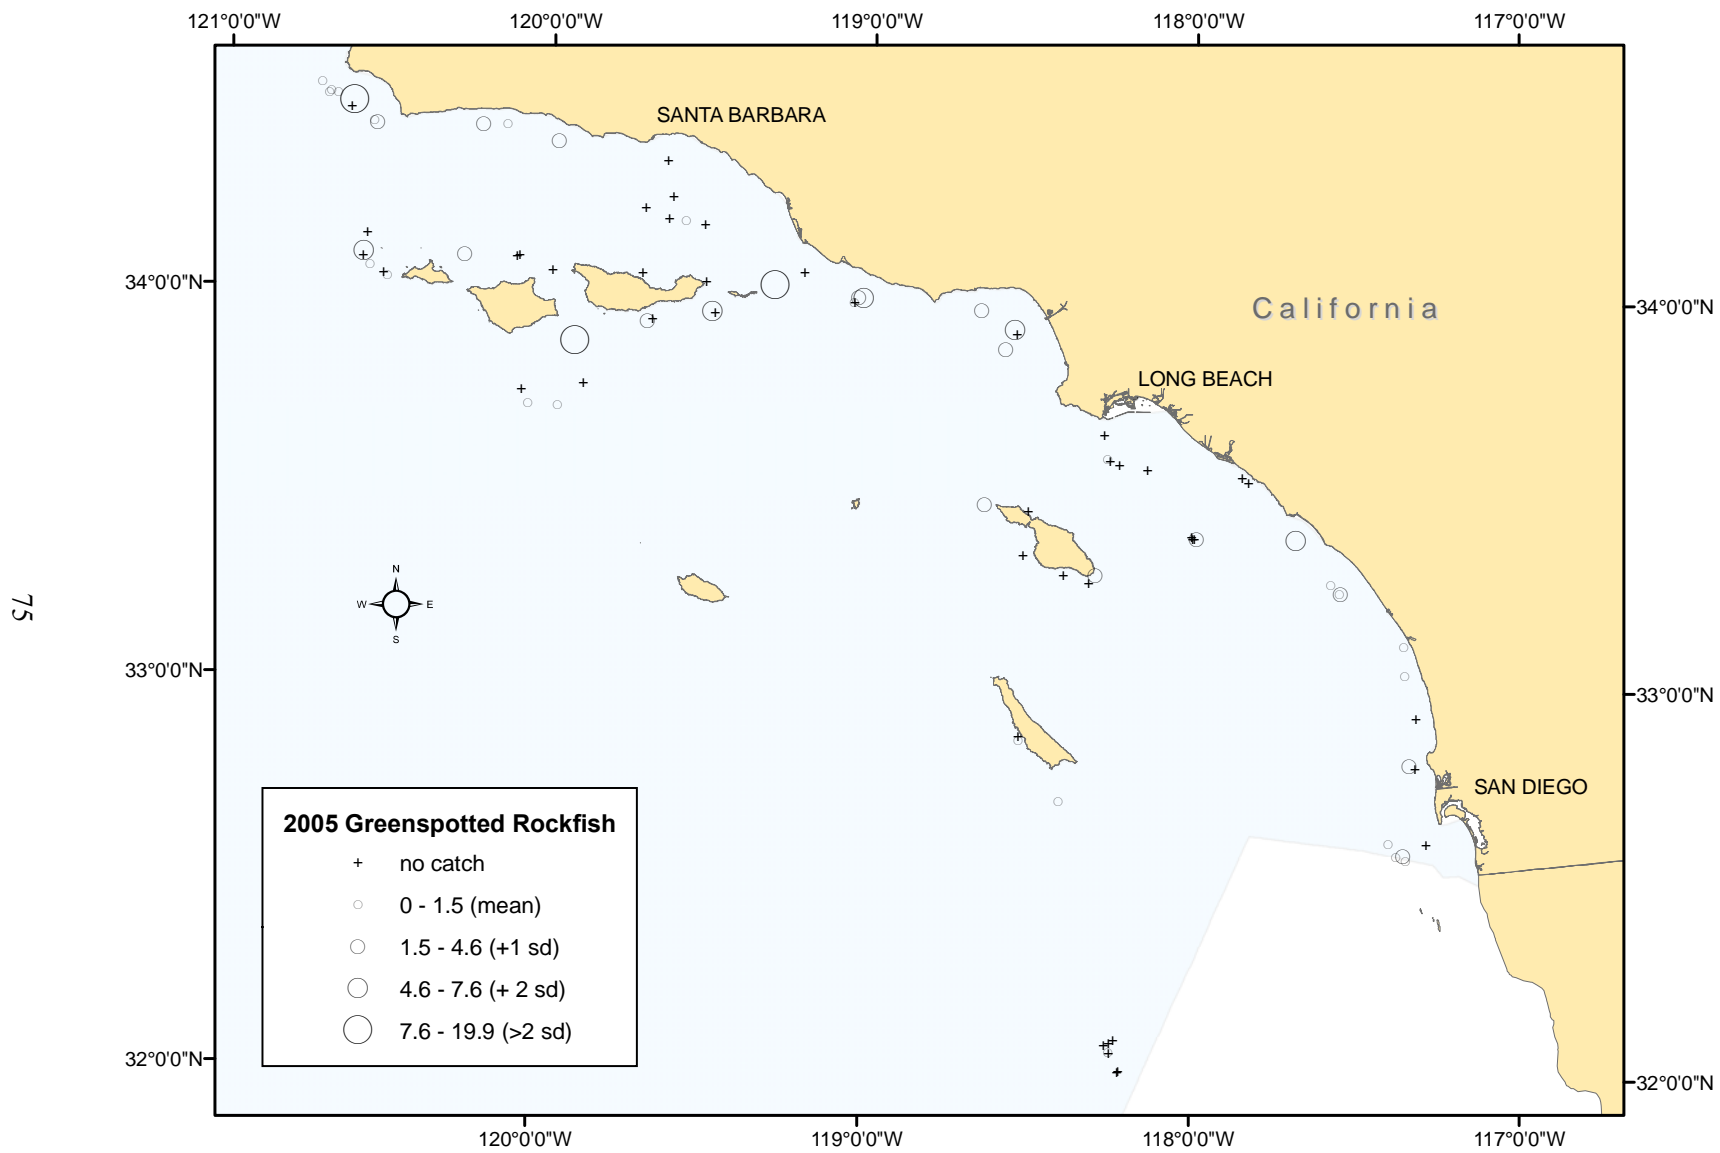 121°0'0"W 120°0'0"W 119°0'0"W 118°0'0"W 117°0'0"W
SANTA BARBARA
34°0'0"N
34°0'0"N
California
LONG BEACH
N
W E
S
75
33°0'0"N
33°0'0"N
SAN DIEGO
2005 Greenspotted Rockfish
no catch
0 - 1.5 (mean)
1.5 - 4.6 (+1 sd)
4.6 - 7.6 (+ 2 sd)
7.6 - 19.9 (>2 sd)
32°0'0"N
32°0'0"N
120°0'0"W 119°0'0"W 118°0'0"W 117°0'0"W